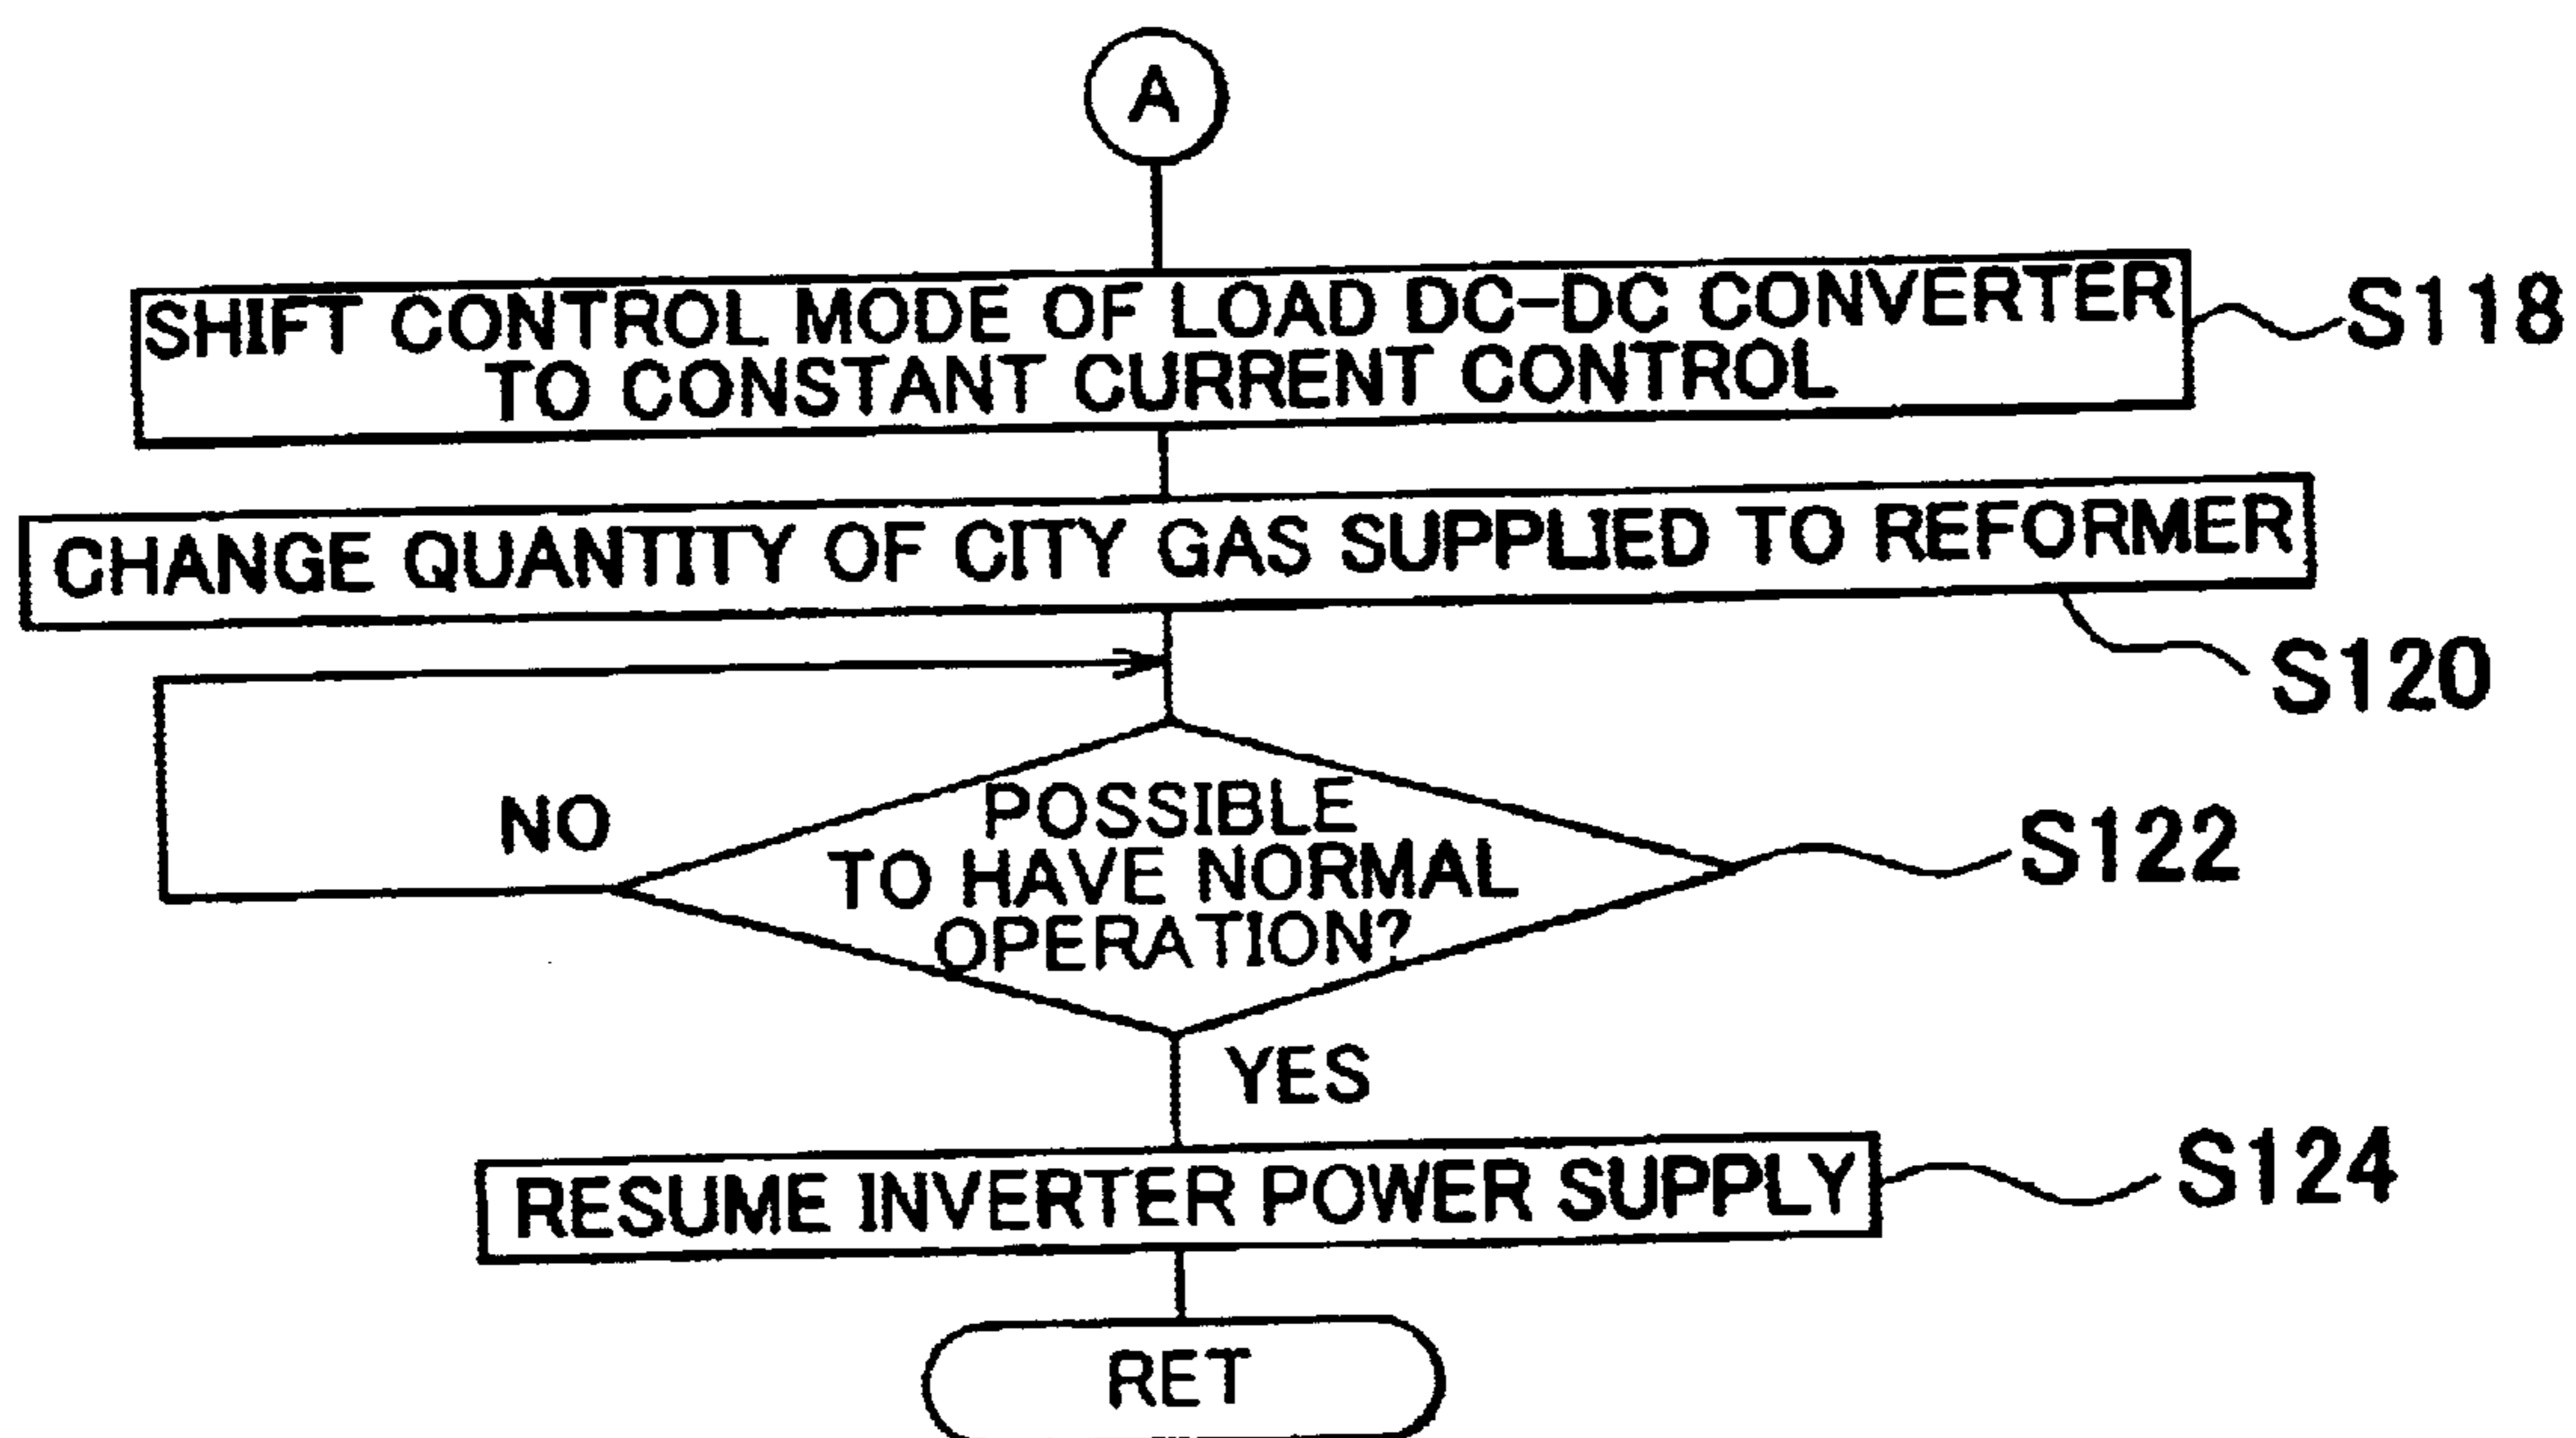 A
SHIFT CONTROL MODE OF LOAD DC-DC CONVERTER
TO CONSTANT CURRENT CONTROL
S118
CHANGE QUANTITY OF CITY GAS SUPPLIED TO REFORMER
S120
NO
POSSIBLE
TO HAVE NORMAL
OPERATION?
S122
YES
RESUME INVERTER POWER SUPPLY
S124
RET